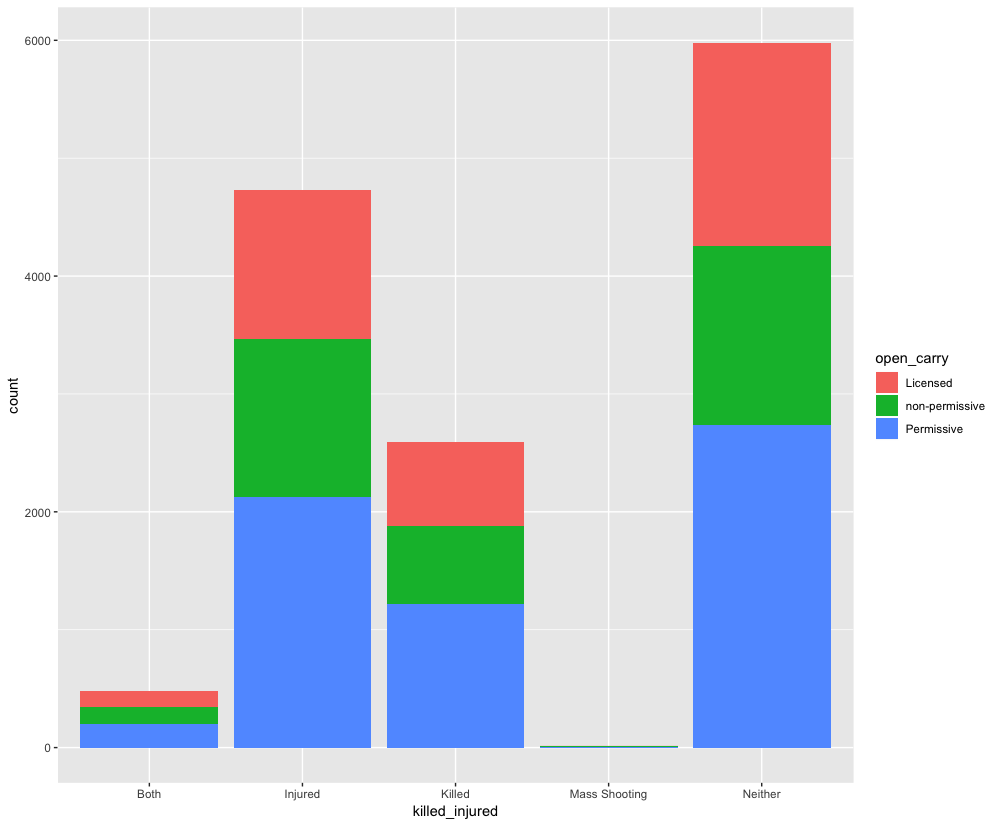 6000
4000
2000
0
count
Both
Injured
Killed
Mass Shooting
Neither
killed_injured
open_carry
Licensed
non-permissive
Permissive